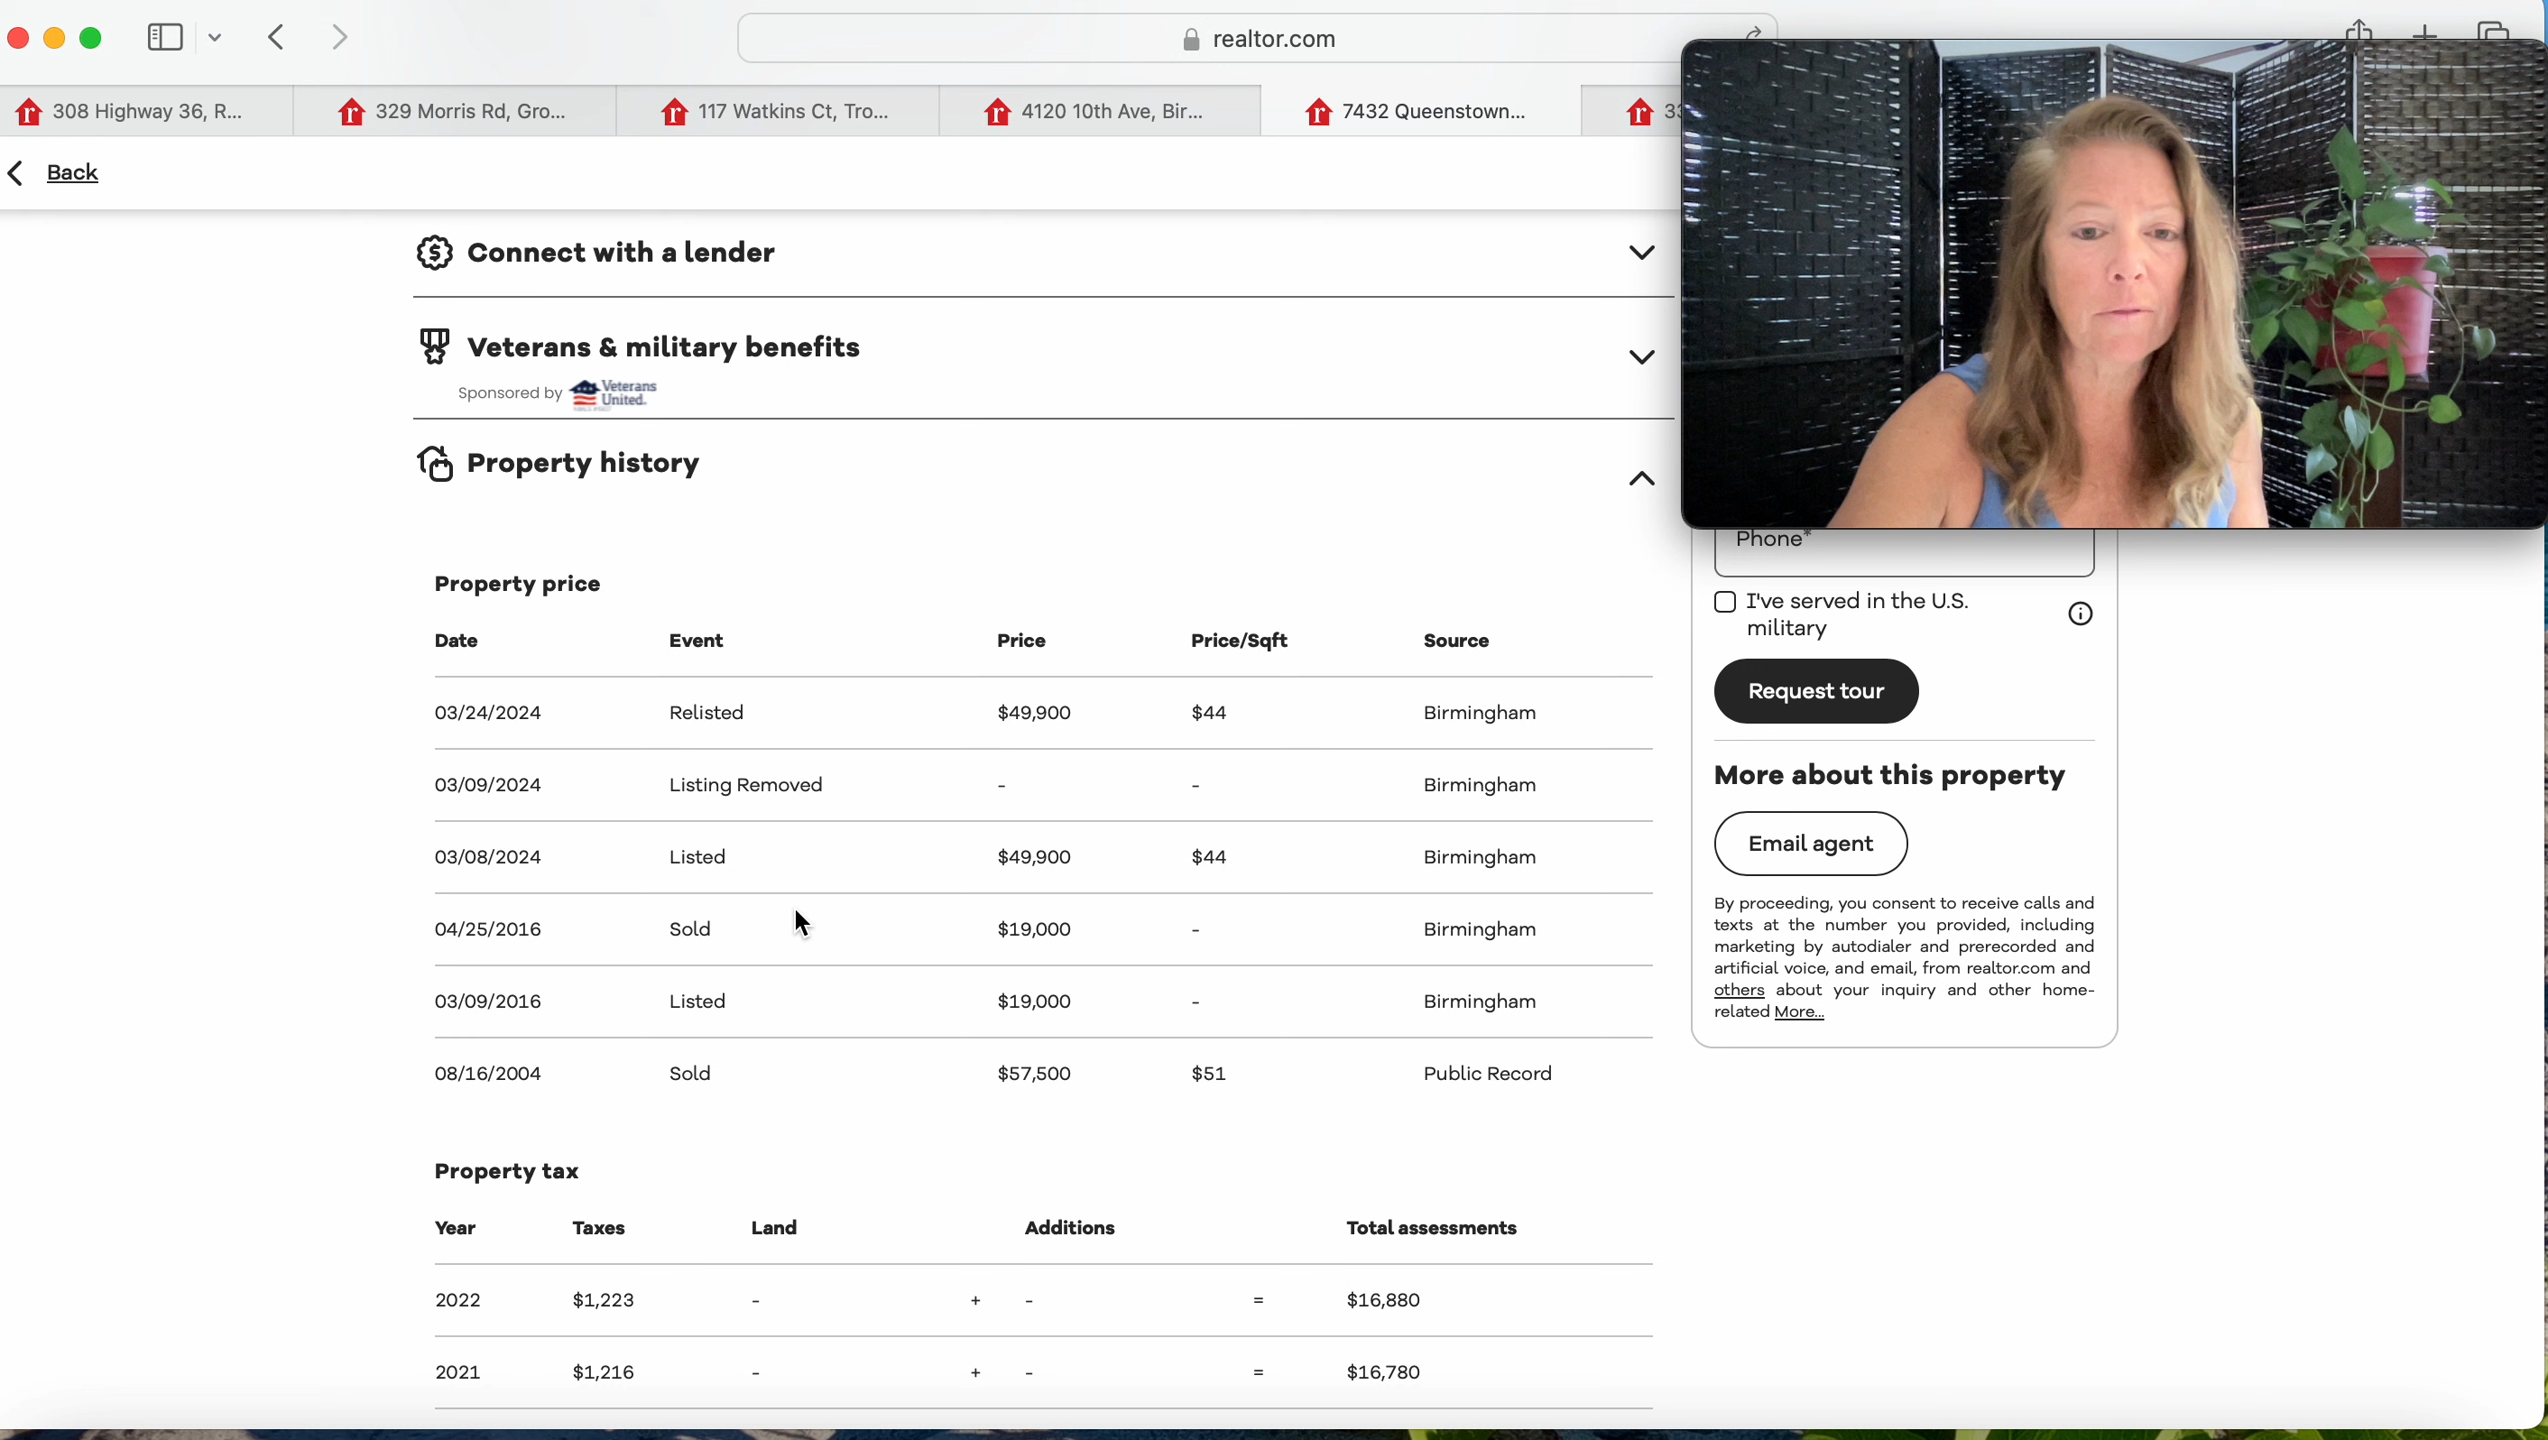 realtor.com
308 Highway 36, R...
329 Morris Rd, Gro...
117 Watkins Ct, Tro...
4120 10th Ave, Bir...
7432 Queenstown...
Back
Connect with a lender
Veterans & military benefits
Sponsored by Veterans United.
Property history
Property price
Date Event Price Price/Sqft Source
03/24/2024 Relisted $49,900 $44 Birmingham
03/09/2024 Listing Removed - - Birmingham
03/08/2024 Listed $49,900 $44 Birmingham
04/25/2016 Sold $19,000 - Birmingham
03/09/2016 Listed $19,000 - Birmingham
08/16/2004 Sold $57,500 $51 Public Record
Property tax
Year Taxes Land Additions Total assessments
2022 $1,223 - + - = $16,880
2021 $1,216 - + - = $16,780
Phone*
I've served in the U.S.
military
Request tour
More about this property
Email agent
By proceeding, you consent to receive calls and
texts at the number you provided, including
marketing by autodialer and prerecorded and
artificial voice, and email, from realtor.com and
others about your inquiry and other home-
related More...